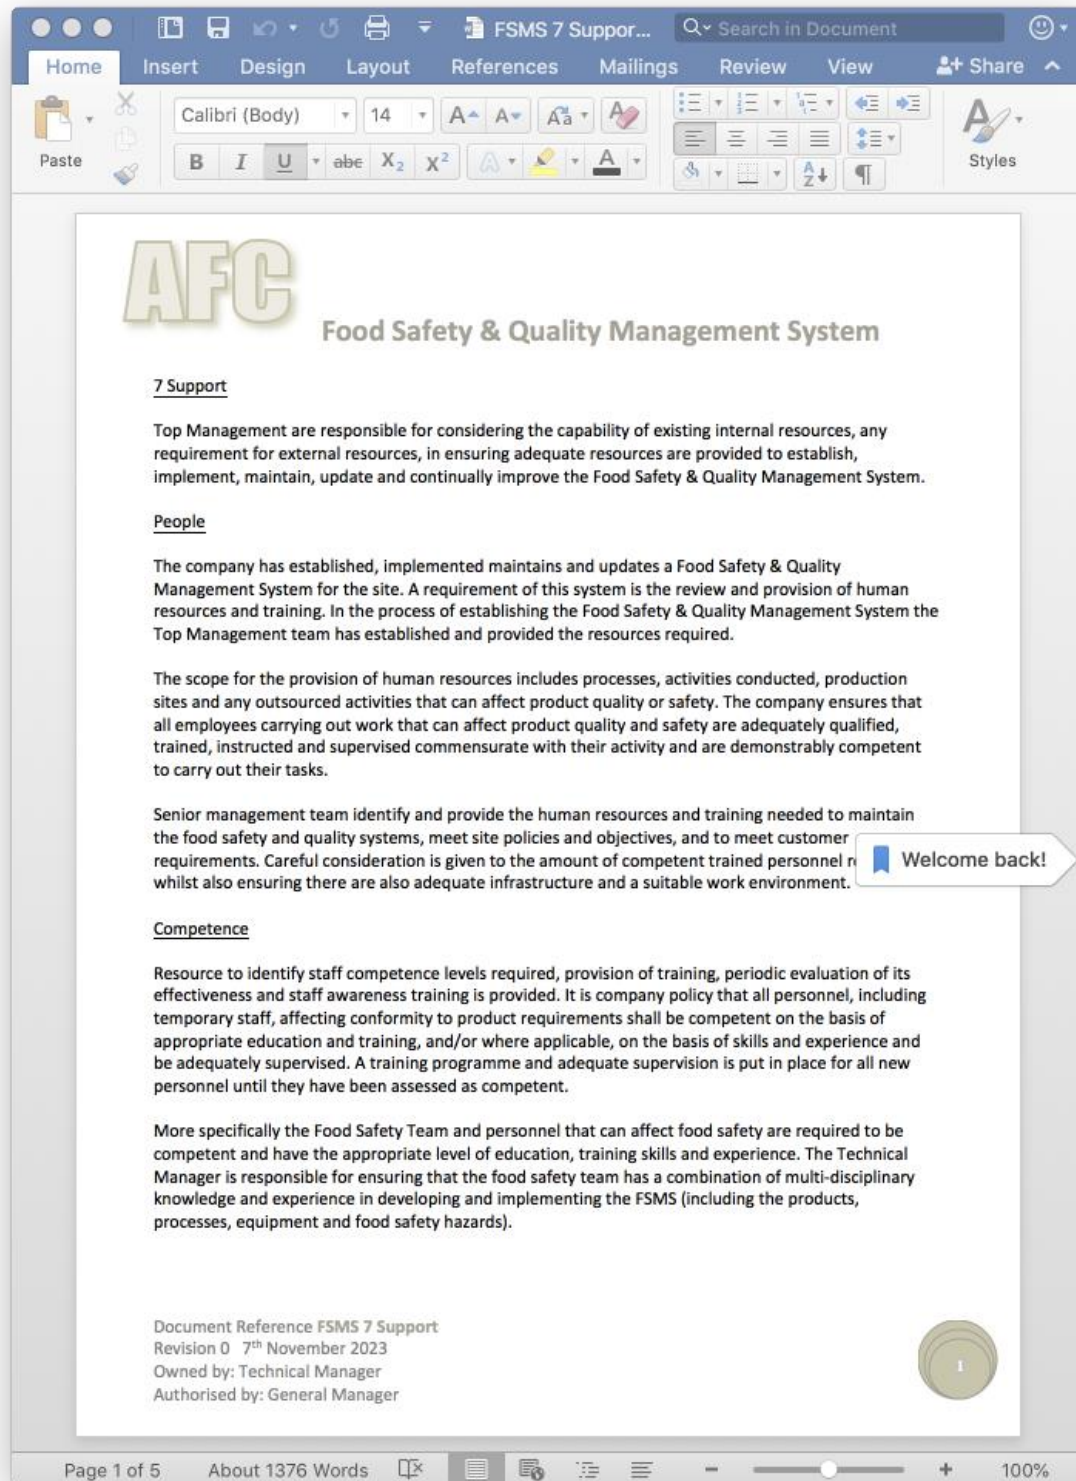 FSMS 7 Suppor...
Search in Document
Home Insert Design Layout References Mailings Review View Share
Calibri (Body) 14 A A Aa A
Paste
B I U abc X2 X2 A A A Z
Styles
AFC
Food Safety & Quality Management System
7 Support
Top Management are responsible for considering the capability of existing internal resources, any
requirement for external resources, in ensuring adequate resources are provided to establish,
implement, maintain, update and continually improve the Food Safety & Quality Management System.
People
The company has established, implemented maintains and updates a Food Safety & Quality
Management System for the site. A requirement of this system is the review and provision of human
resources and training. In the process of establishing the Food Safety & Quality Management System the
Top Management team has established and provided the resources required.
The scope for the provision of human resources includes processes, activities conducted, production
sites and any outsourced activities that can affect product quality or safety. The company ensures that
all employees carrying out work that can affect product quality and safety are adequately qualified,
trained, instructed and supervised commensurate with their activity and are demonstrably competent
to carry out their tasks.
Senior management team identify and provide the human resources and training needed to maintain
the food safety and quality systems, meet site policies and objectives, and to meet customer
requirements. Careful consideration is given to the amount of competent trained personnel
Welcome back!
whilst also ensuring there are also adequate infrastructure and a suitable work environment.
Competence
Resource to identify staff competence levels required, provision of training, periodic evaluation of its
effectiveness and staff awareness training is provided. It is company policy that all personnel, including
temporary staff, affecting conformity to product requirements shall be competent on the basis of
appropriate education and training, and/or where applicable, on the basis of skills and experience and
be adequately supervised. A training programme and adequate supervision is put in place for all new
personnel until they have been assessed as competent.
More specifically the Food Safety Team and personnel that can affect food safety are required to be
competent and have the appropriate level of education, training skills and experience. The Technical
Manager is responsible for ensuring that the food safety team has a combination of multi-disciplinary
knowledge and experience in developing and implementing the FSMS (including the products,
processes, equipment and food safety hazards).
Document Reference FSMS 7 Support
Revision 0 7th November 2023
Owned by: Technical Manager
Authorised by: General Manager
1
Page 1 of 5 About 1376 Words 100%